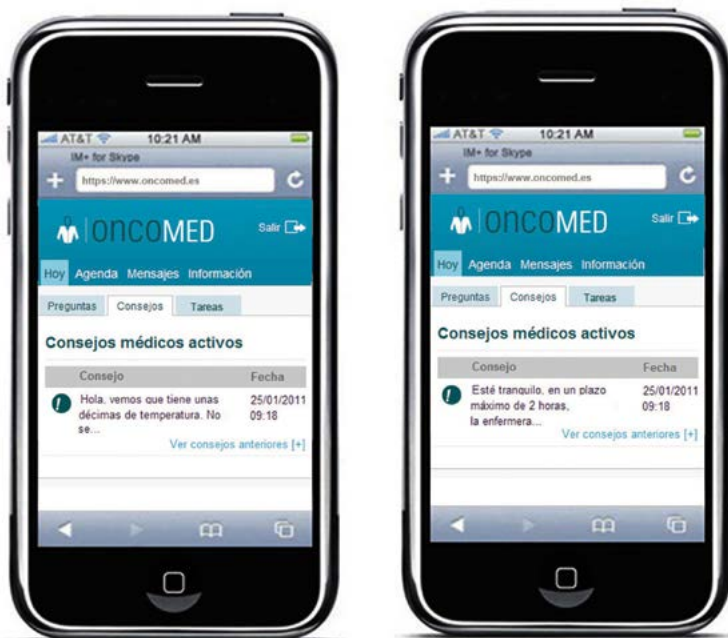 AT&T 10:21 AM
IM+ for Skype
https://www.oncomed.es
ONCOMED
Salir
Hoy Agenda Mensajes Información
Preguntas Consejos Tareas
Consejos médicos activos
Consejo Fecha
Hola, vemos que tiene unas 25/01/2011
décimas de temperatura. No 09:18
se...
Ver consejos anteriores [+]
AT&T 10:21 AM
IM+ for Skype
https://www.oncomed.es
ONCOMED
Salir
Hoy Agenda Mensajes Información
Preguntas Consejos Tareas
Consejos médicos activos
Consejo Fecha
Esté tranquilo, en un plazo 25/01/2011
máximo de 2 horas, 09:18
la enfermera...
Ver consejos anteriores [+]